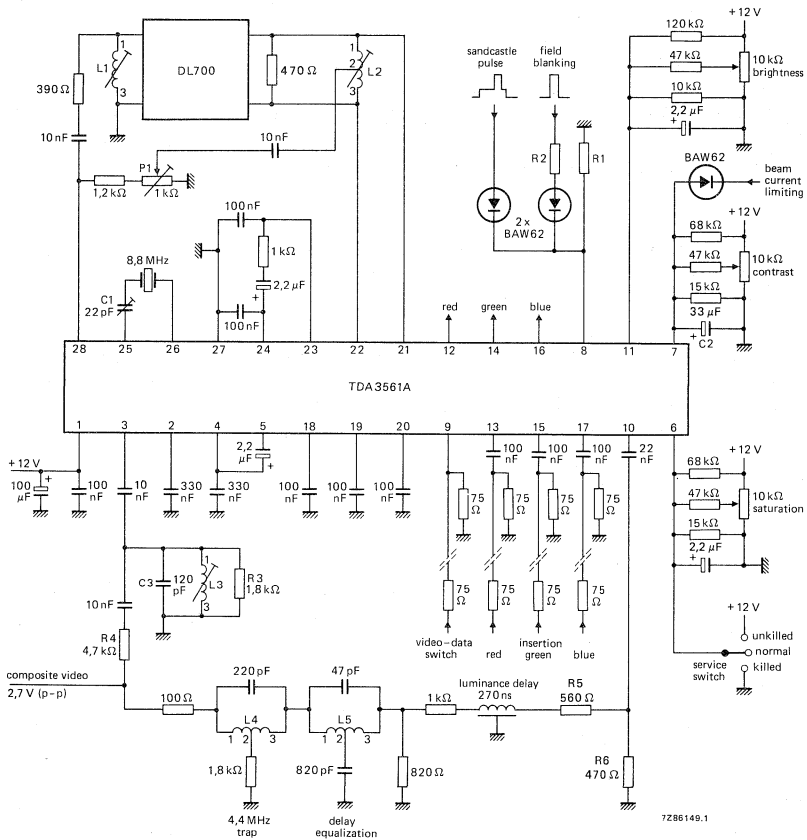 +12 V
120 kΩ
47 kΩ
10 kΩ
brightness
10 kΩ
2,2 µF
+
1
L1
3
DL700
470 Ω
1
2
L2
3
390 Ω
10 nF
10 nF
P1
1,2 kΩ
1 kΩ
sandcastle
pulse
field
blanking
R2
R1
2x
BAW62
BAW62
beam
current
limiting
+12 V
68 kΩ
47 kΩ
10 kΩ
contrast
15 kΩ
33 µF
+
C2
100 nF
1 kΩ
2,2 µF
+
100 nF
8,8 MHz
C1
22 pF
red
green
blue
28
25
26
27
24
23
22
21
12
14
16
8
11
7
TDA3561A
1
3
2
4
5
18
19
20
9
13
15
17
10
6
+12 V
100
µF
+
100
nF
10
nF
330
nF
330
nF
2,2
µF
+
100
nF
100
nF
100
nF
100
nF
100
nF
100
nF
22
nF
75
Ω
75
Ω
75
Ω
75
Ω
75
Ω
75
Ω
75
Ω
75
Ω
video–data
switch
red
insertion
green
blue
+12 V
68 kΩ
47 kΩ
10 kΩ
saturation
15 kΩ
2,2 µF
+
+12 V
unkilled
normal
killed
service
switch
C3
120
pF
1
L3
3
R3
1,8 kΩ
10 nF
R4
4,7 kΩ
composite video
2,7 V (p–p)
100 Ω
220 pF
L4
1 2 3
1,8 kΩ
4,4 MHz
trap
47 pF
L5
1 2 3
820 pF
delay
equalization
820 Ω
1 kΩ
luminance delay
270 ns
R5
560 Ω
R6
470 Ω
7Z86149.1